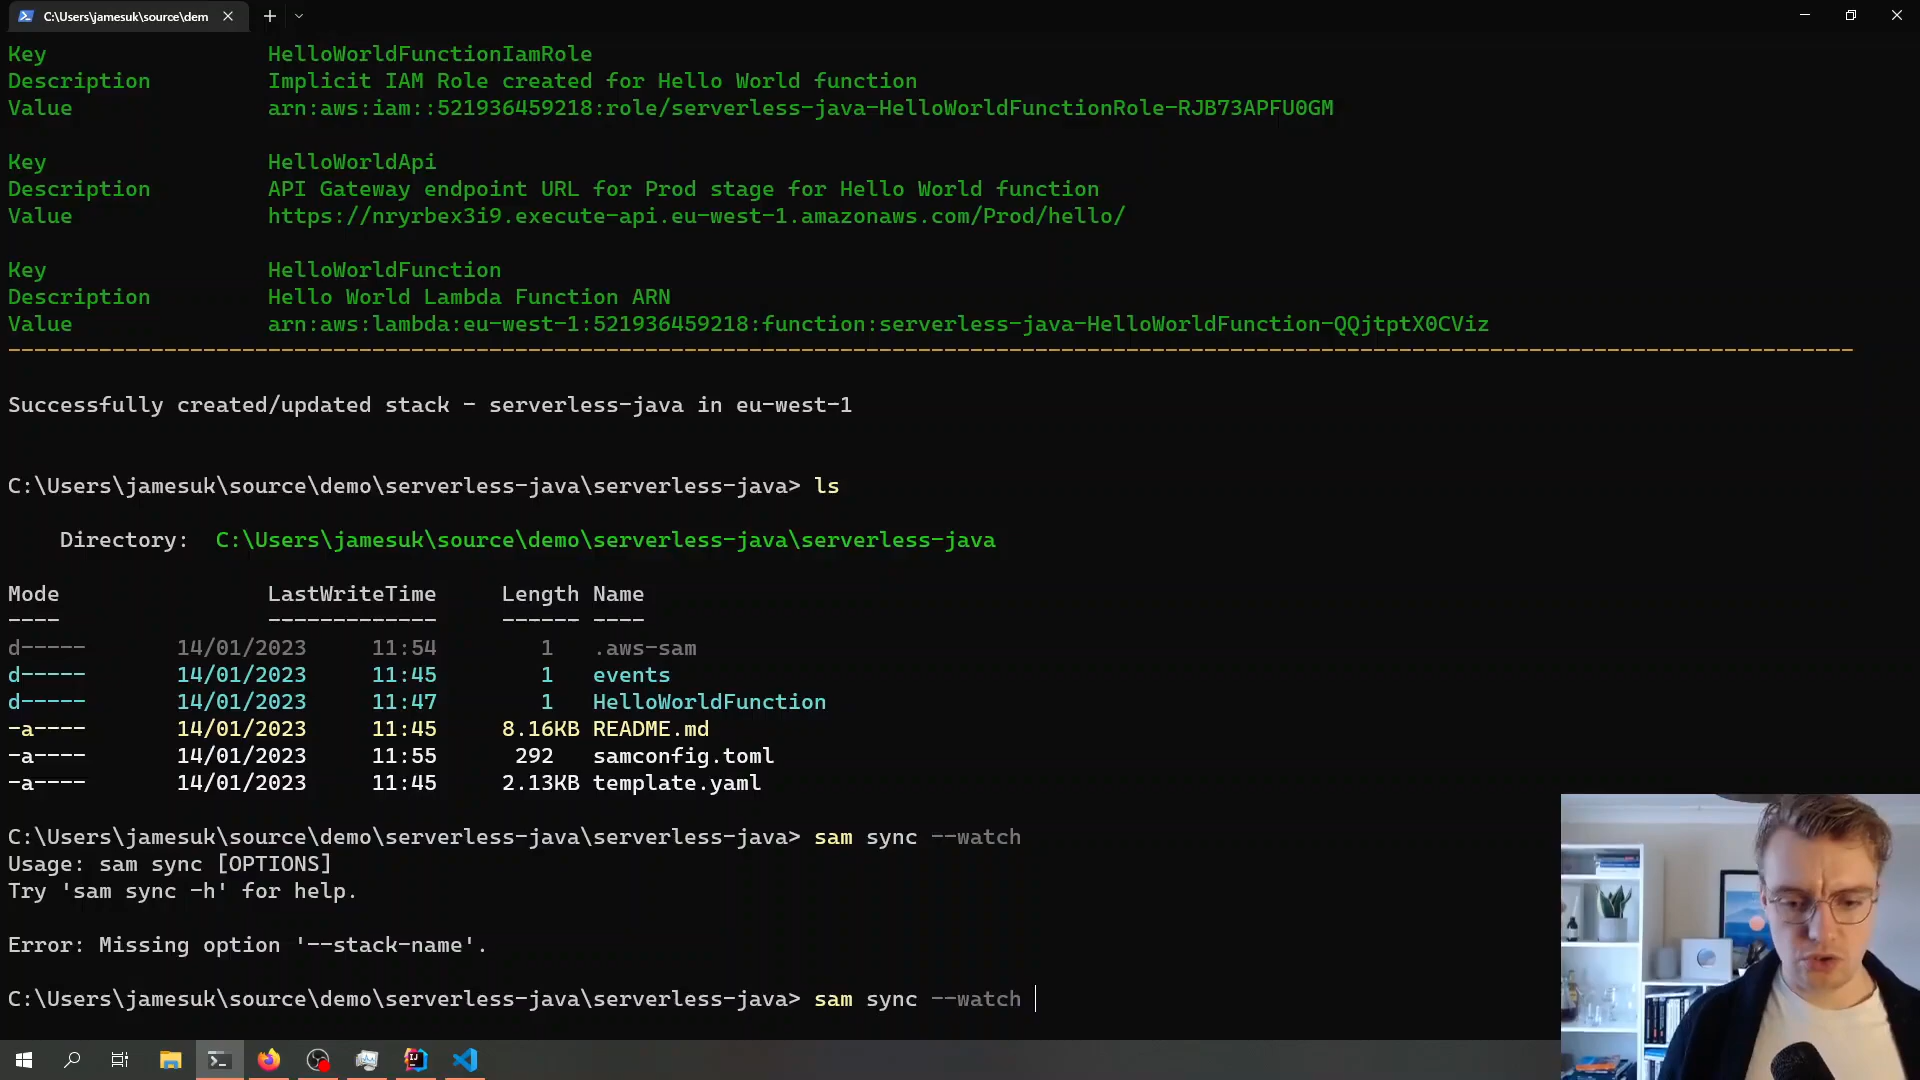 C:\Users\jamesuk\source\dem
Key HelloWorldFunctionIamRole
Description Implicit IAM Role created for Hello World function
Value arn:aws:iam::521936459218:role/serverless-java-HelloWorldFunctionRole-RJB73APFU0GM
Key HelloWorldApi
Description API Gateway endpoint URL for Prod stage for Hello World function
Value https://nryrbex3i9.execute-api.eu-west-1.amazonaws.com/Prod/hello/
Key HelloWorldFunction
Description Hello World Lambda Function ARN
Value arn:aws:lambda:eu-west-1:521936459218:function:serverless-java-HelloWorldFunction-QQjtptX0CViz
Successfully created/updated stack - serverless-java in eu-west-1
C:\Users\jamesuk\source\demo\serverless-java\serverless-java> ls
Directory: C:\Users\jamesuk\source\demo\serverless-java\serverless-java
Mode LastWriteTime Length Name
---- ------------- ------ ----
d----- 14/01/2023 11:54 1 .aws-sam
d----- 14/01/2023 11:45 1 events
d----- 14/01/2023 11:47 1 HelloWorldFunction
-a---- 14/01/2023 11:45 8.16KB README.md
-a---- 14/01/2023 11:55 292 samconfig.toml
-a---- 14/01/2023 11:45 2.13KB template.yaml
C:\Users\jamesuk\source\demo\serverless-java\serverless-java> sam sync --watch
Usage: sam sync [OPTIONS]
Try 'sam sync -h' for help.
Error: Missing option '--stack-name'.
C:\Users\jamesuk\source\demo\serverless-java\serverless-java> sam sync --watch